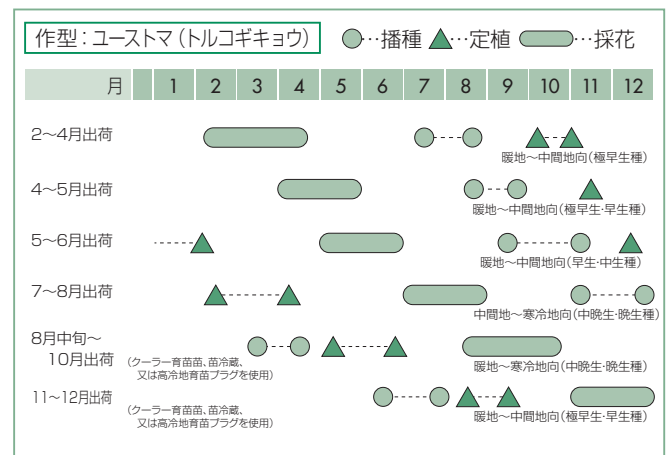 作型：ユーストマ（トルコギキョウ） ●…播種 ▲…定植 …採花
月 1 2 3 4 5 6 7 8 9 10 11 12
2〜4月出荷
暖地〜中間地向（極早生種）
4〜5月出荷
暖地〜中間地向（極早生・早生種）
5〜6月出荷
暖地〜中間地向（早生・中生種）
7〜8月出荷
中間地〜寒冷地向（中晩生・晩生種）
8月中旬〜
10月出荷
（クーラー育苗苗、苗冷蔵、
又は高冷地育苗プラグを使用）
暖地〜寒冷地向（中晩生・晩生種）
11〜12月出荷
（クーラー育苗苗、苗冷蔵、
又は高冷地育苗プラグを使用）
暖地〜中間地向（極早生・早生種）